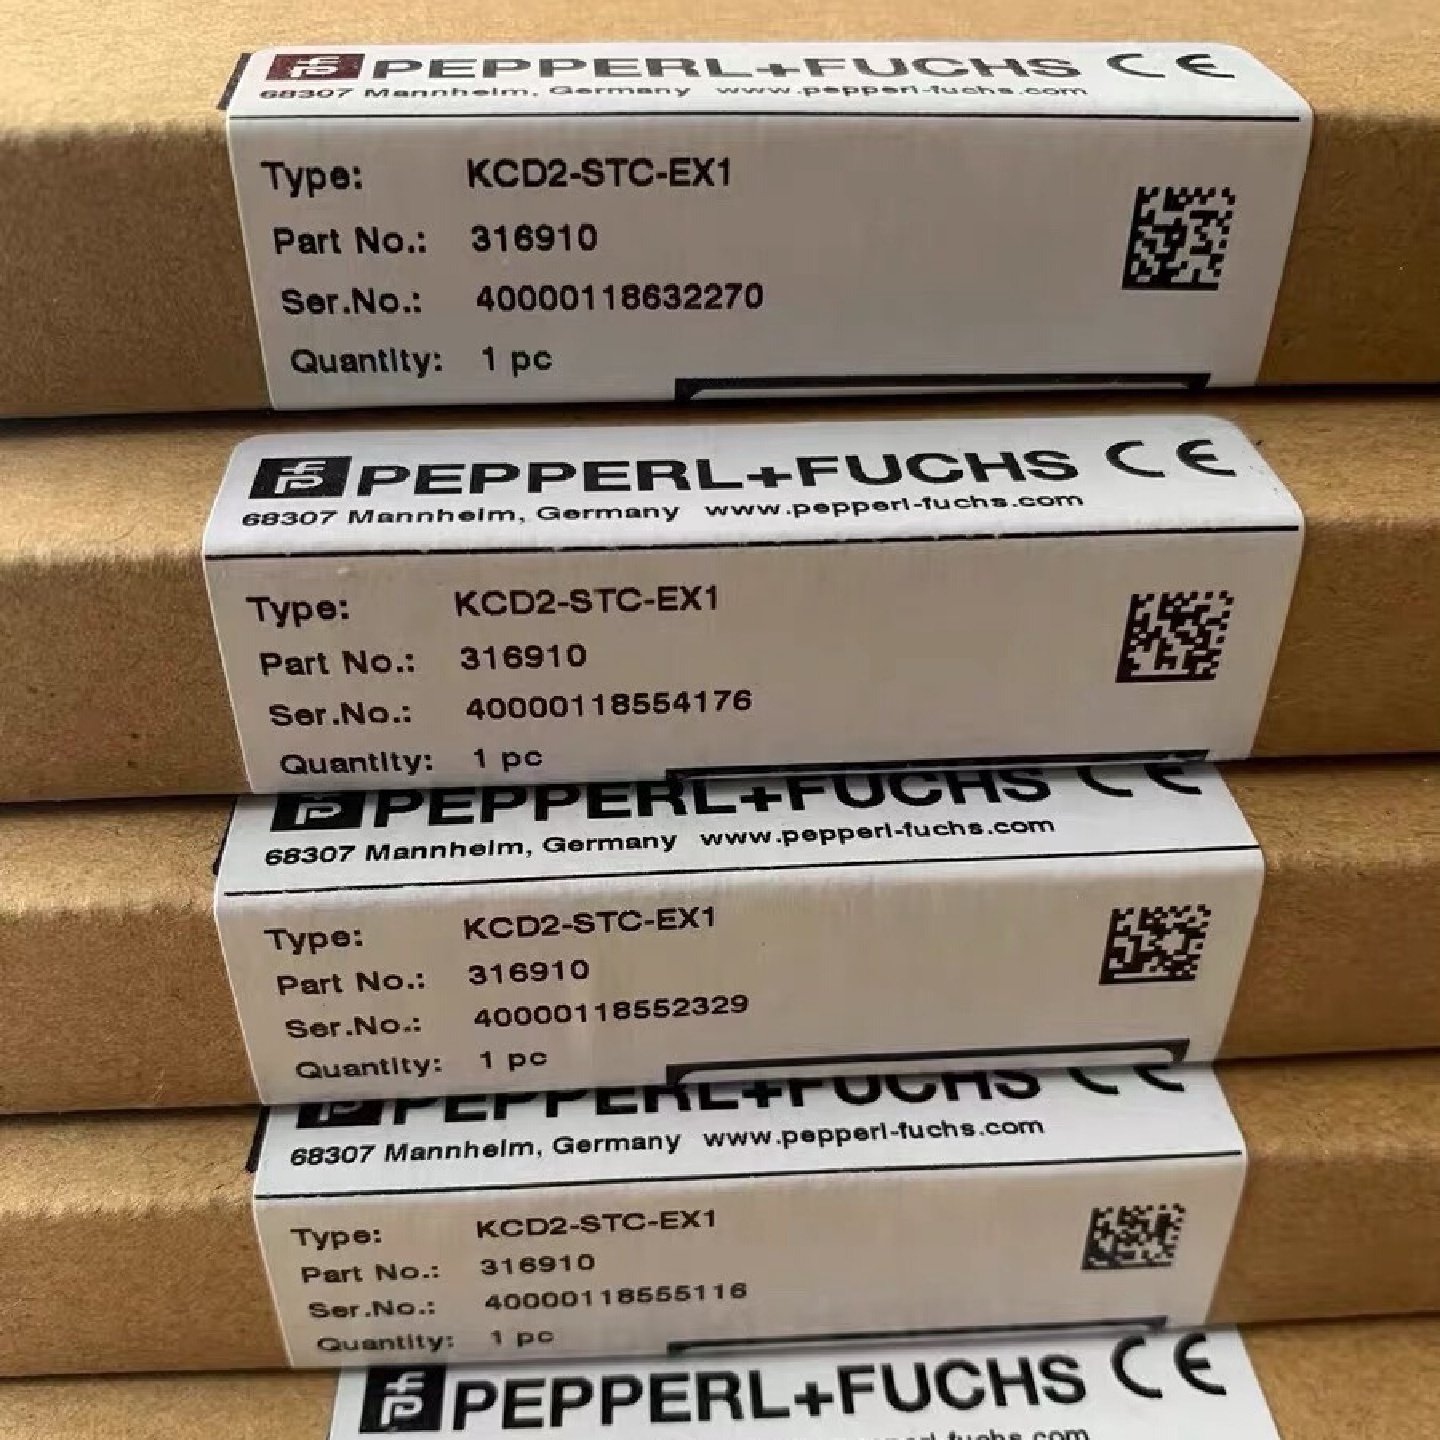 PEPPERL+FUCHS CE
68307 Mannheim, Germany www.pepperl-fuchs.com
Type: KCD2-STC-EX1
Part No.: 316910
Ser.No.: 40000118632270
Quantity: 1 pc
PEPPERL+FUCHS CE
68307 Mannheim, Germany www.pepperl-fuchs.com
Type: KCD2-STC-EX1
Part No.: 316910
Ser.No.: 40000118554176
Quantity: 1 pc
PEPPERL+FUCHS CE
68307 Mannheim, Germany www.pepperl-fuchs.com
Type: KCD2-STC-EX1
Part No.: 316910
Ser.No.: 40000118552329
Quantity: 1 pc
PEPPERL+FUCHS CE
68307 Mannheim, Germany www.pepperl-fuchs.com
Type: KCD2-STC-EX1
Part No.: 316910
Ser.No.: 40000118555116
Quantity: 1 pc
PEPPERL+FUCHS CE